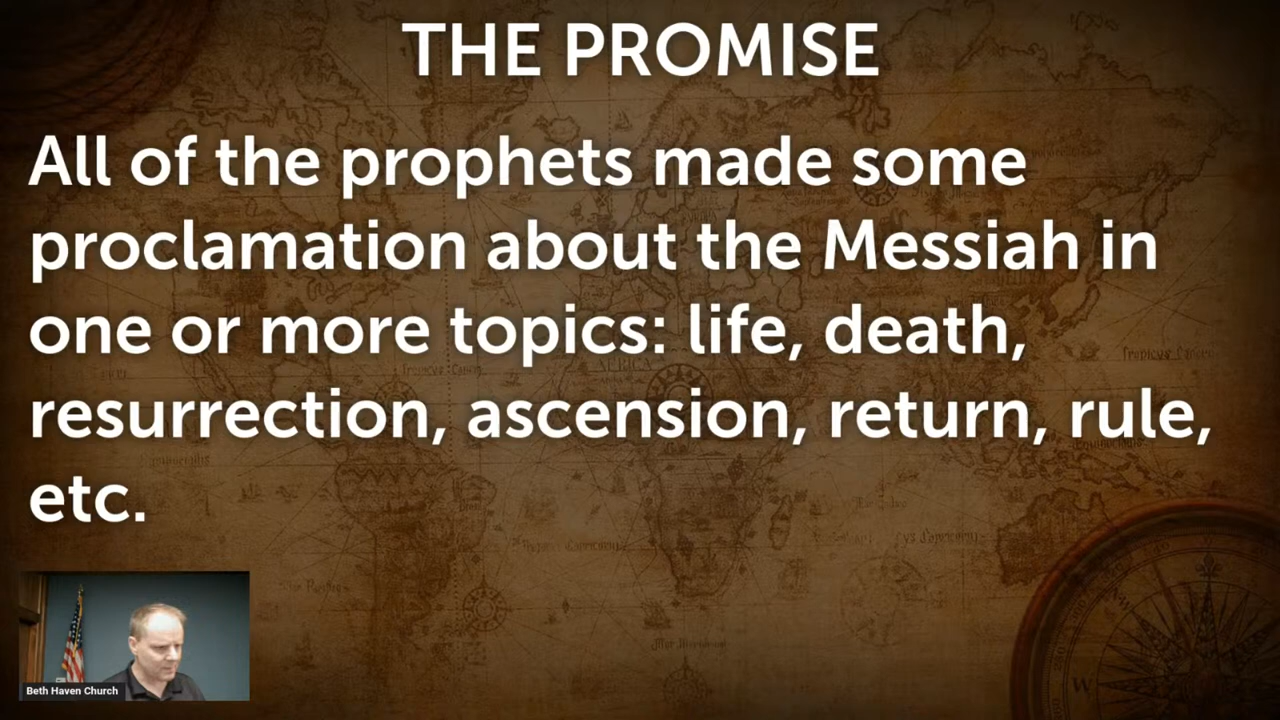 THE PROMISE
All of the prophets made some
proclamation about the Messiah in
one or more topics: life, death,
resurrection, ascension, return, rule,
etc.
Beth Haven Church
W